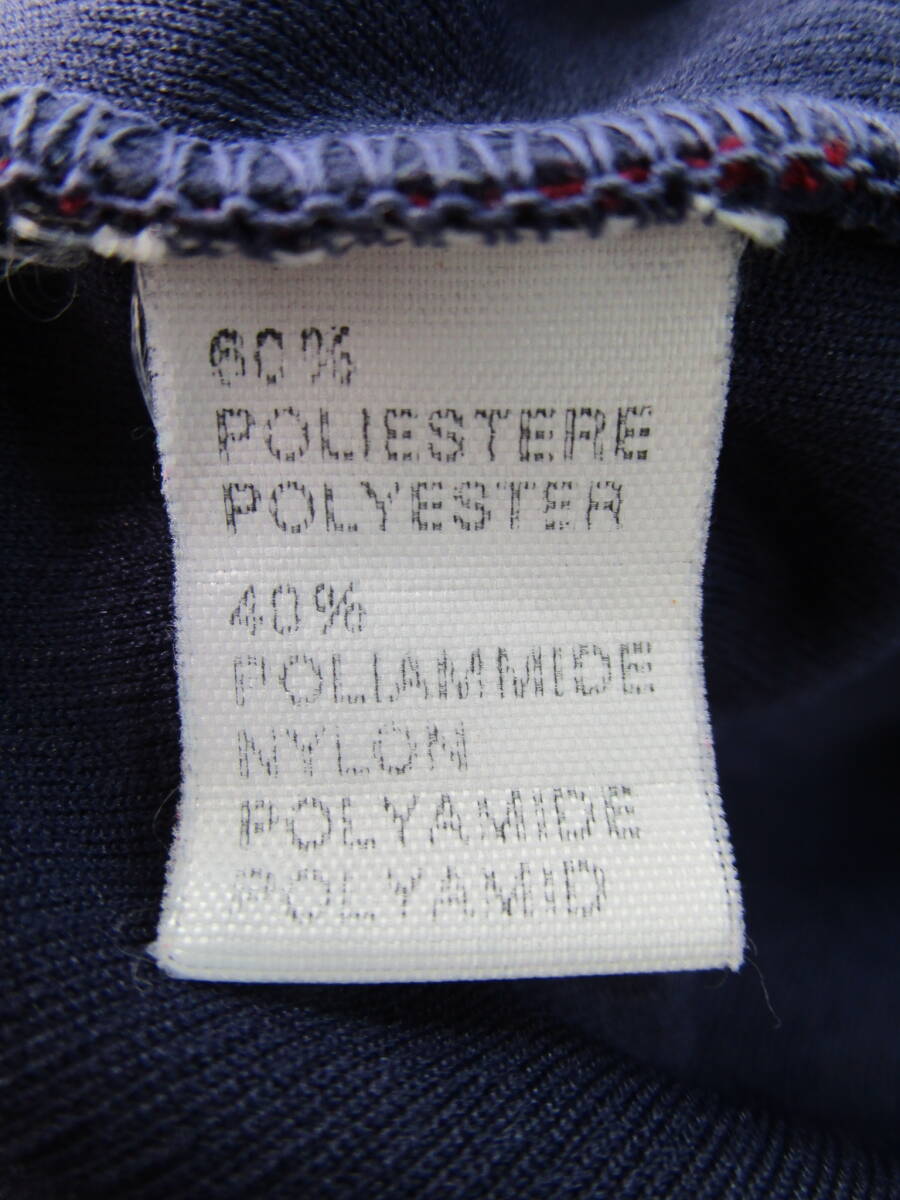 60%
POLIESTERE
POLYESTER
40%
POLIAMMIDE
NYLON
POLYAMIDE
POLYAMID